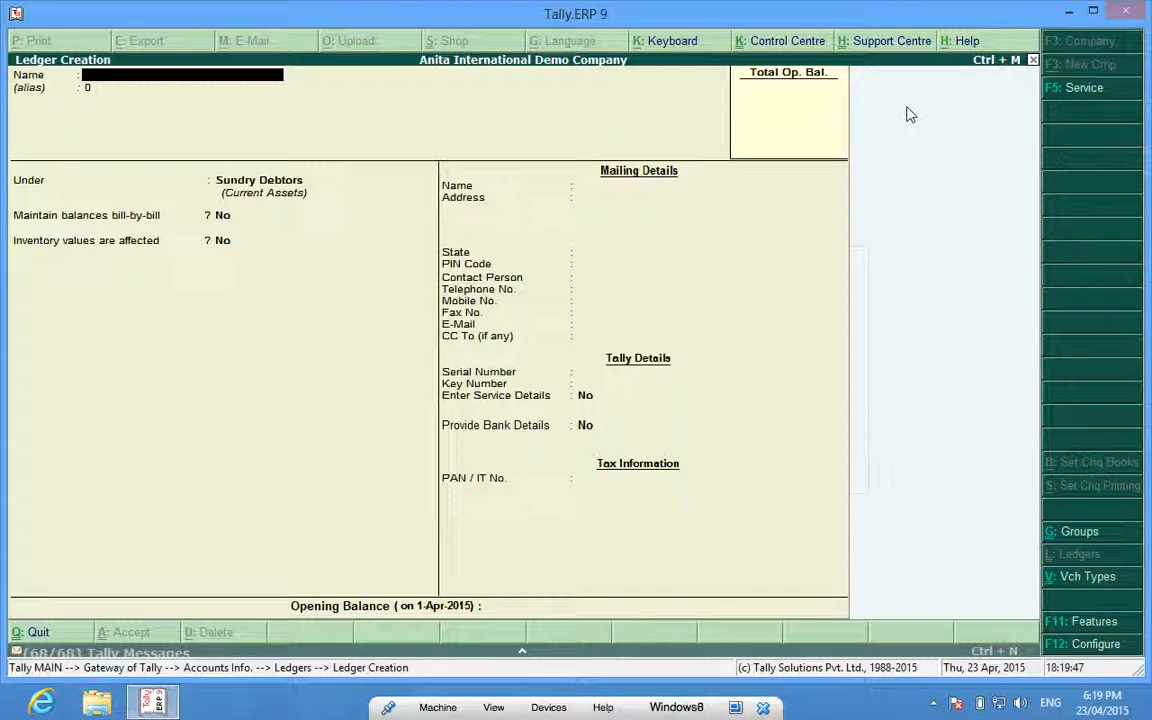 Tally.ERP 9
P: Print
E: Export
M: E-Mail
O: Upload
S: Shop
G: Language
K: Keyboard
K: Control Centre
H: Support Centre
H: Help
F3: Company
Ledger Creation
Anita International Demo Company
Ctrl + M
F3: New Cmp
Name :
(alias) : 0
Total Op. Bal.
F5: Service
Under : Sundry Debtors
(Current Assets)
Maintain balances bill-by-bill ? No
Inventory values are affected ? No
Mailing Details
Name :
Address :
State :
PIN Code :
Contact Person :
Telephone No. :
Mobile No. :
Fax No. :
E-Mail :
CC To (if any) :
Tally Details
Serial Number :
Key Number :
Enter Service Details : No
Provide Bank Details : No
Tax Information
PAN / IT No. :
B: Set Chq Books
S: Set Chq Printing
G: Groups
L: Ledgers
V: Vch Types
F11: Features
F12: Configure
Opening Balance ( on 1-Apr-2015) :
Q: Quit
A: Accept
D: Delete
(68/68) Tally Messages
Ctrl + N
Tally MAIN --> Gateway of Tally --> Accounts Info. --> Ledgers --> Ledger Creation
(c) Tally Solutions Pvt. Ltd., 1988-2015
Thu, 23 Apr, 2015
18:19:47
Tally ERP 9
Machine
View
Devices
Help
Windows8
ENG
6:19 PM
23/04/2015